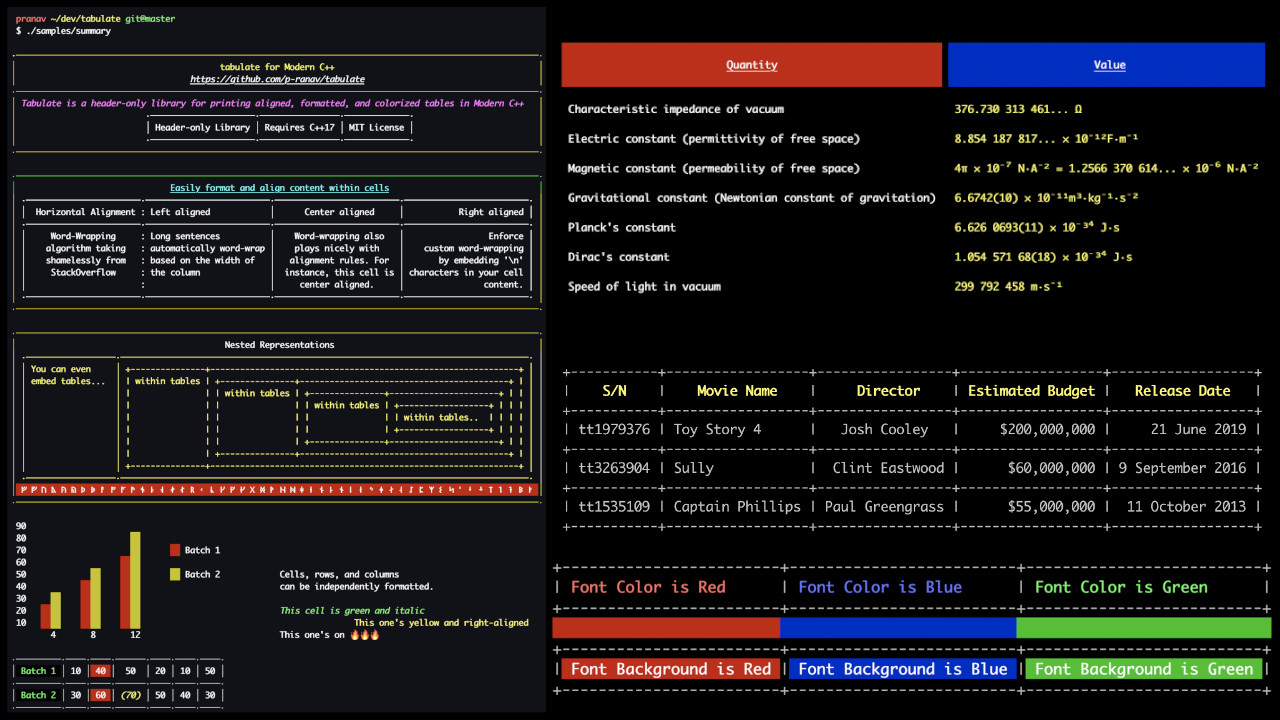 pranav ~/dev/tabulate git@master
$ ./samples/summary
tabulate for Modern C++
https://github.com/p-ranav/tabulate
Tabulate is a header-only library for printing aligned, formatted, and colorized tables in Modern C++
Header-only Library | Requires C++17 | MIT License
Easily format and align content within cells
Horizontal Alignment : Left aligned Center aligned Right aligned
Word-Wrapping : Long sentences Word-wrapping also Enforce
algorithm taking : automatically word-wrap plays nicely with custom word-wrapping
shamelessly from : based on the width of alignment rules. For by embedding '\n'
StackOverflow : the column instance, this cell is characters in your cell
: center aligned. content.
Nested Representations
You can even
embed tables... within tables
within tables
within tables
within tables..
90
80
70
60
50
40
30
20
10
4 8 12
Batch 1
Batch 2
Cells, rows, and columns
can be independently formatted.
This cell is green and italic
This one's yellow and right-aligned
This one's on 🔥🔥🔥
Batch 1 | 10 | 40 | 50 | 20 | 10 | 50
Batch 2 | 30 | 60 | (70) | 50 | 40 | 30
Quantity Value
Characteristic impedance of vacuum 376.730 313 461... Ω
Electric constant (permittivity of free space) 8.854 187 817... × 10⁻¹²F·m⁻¹
Magnetic constant (permeability of free space) 4π × 10⁻⁷ N·A⁻² = 1.2566 370 614... × 10⁻⁶ N·A⁻²
Gravitational constant (Newtonian constant of gravitation) 6.6742(10) × 10⁻¹¹m³·kg⁻¹·s⁻²
Planck's constant 6.626 0693(11) × 10⁻³⁴ J·s
Dirac's constant 1.054 571 68(18) × 10⁻³⁴ J·s
Speed of light in vacuum 299 792 458 m·s⁻¹
S/N | Movie Name | Director | Estimated Budget | Release Date
tt1979376 | Toy Story 4 | Josh Cooley | $200,000,000 | 21 June 2019
tt3263904 | Sully | Clint Eastwood | $60,000,000 | 9 September 2016
tt1535109 | Captain Phillips | Paul Greengrass | $55,000,000 | 11 October 2013
Font Color is Red | Font Color is Blue | Font Color is Green
Font Background is Red | Font Background is Blue | Font Background is Green